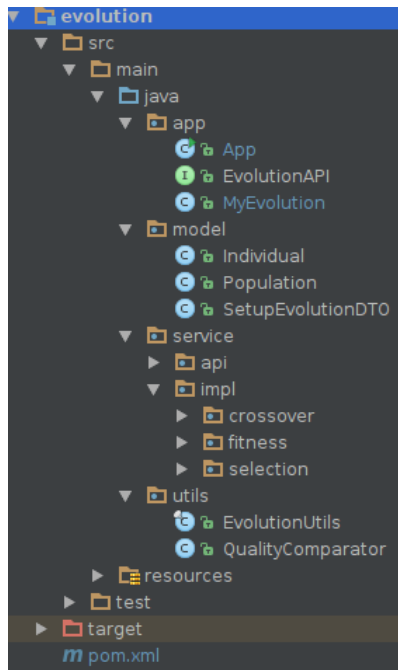 evolution
src
main
java
app
App
EvolutionAPI
MyEvolution
model
Individual
Population
SetupEvolutionDTO
service
api
impl
crossover
fitness
selection
utils
EvolutionUtils
QualityComparator
resources
test
target
m pom.xml